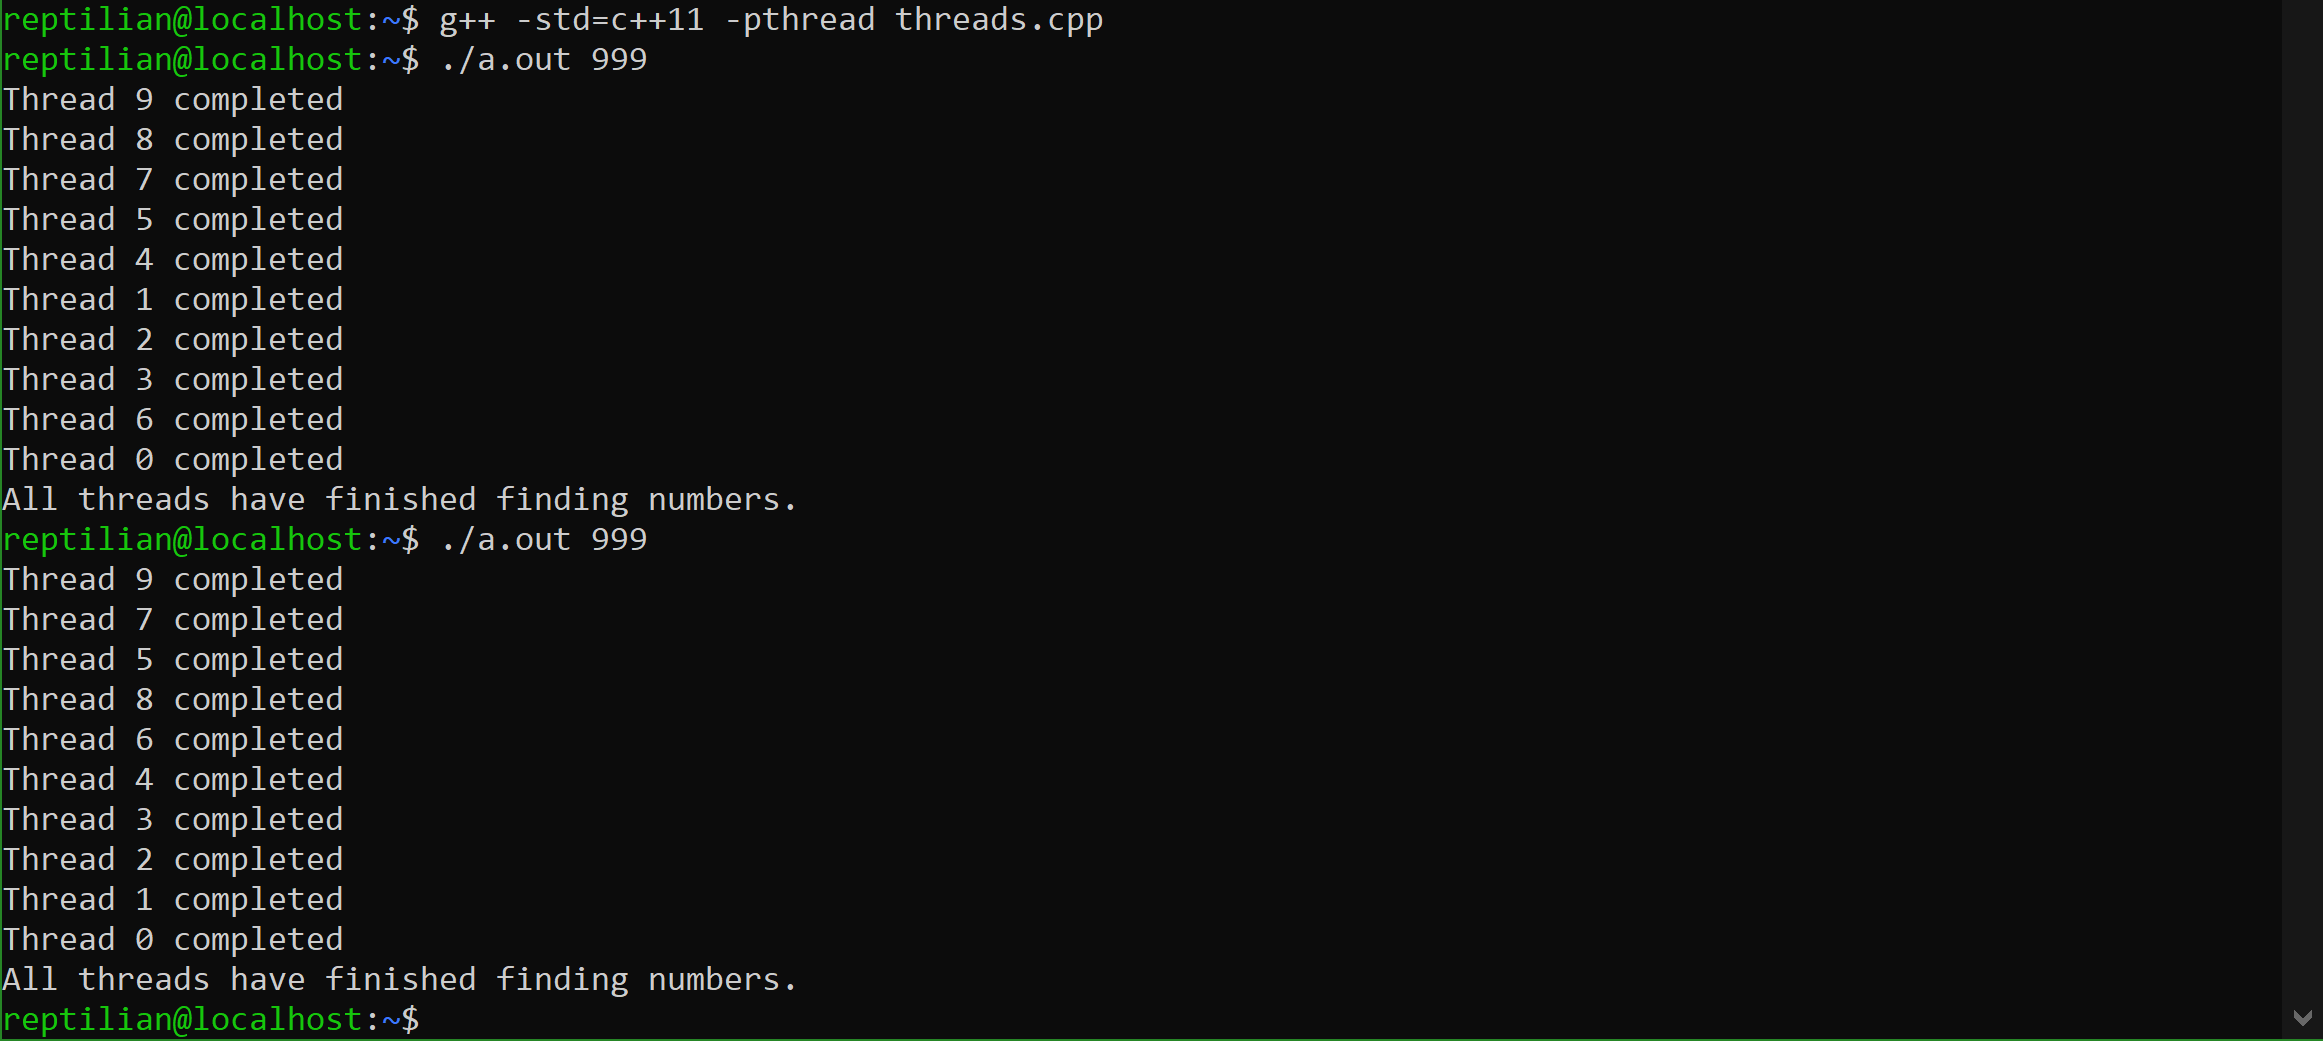 reptilian@localhost:~$ g++ -std=c++11 -pthread threads.cpp
reptilian@localhost:~$ ./a.out 999
Thread 9 completed
Thread 8 completed
Thread 7 completed
Thread 5 completed
Thread 4 completed
Thread 1 completed
Thread 2 completed
Thread 3 completed
Thread 6 completed
Thread 0 completed
All threads have finished finding numbers.
reptilian@localhost:~$ ./a.out 999
Thread 9 completed
Thread 7 completed
Thread 5 completed
Thread 8 completed
Thread 6 completed
Thread 4 completed
Thread 3 completed
Thread 2 completed
Thread 1 completed
Thread 0 completed
All threads have finished finding numbers.
reptilian@localhost:~$